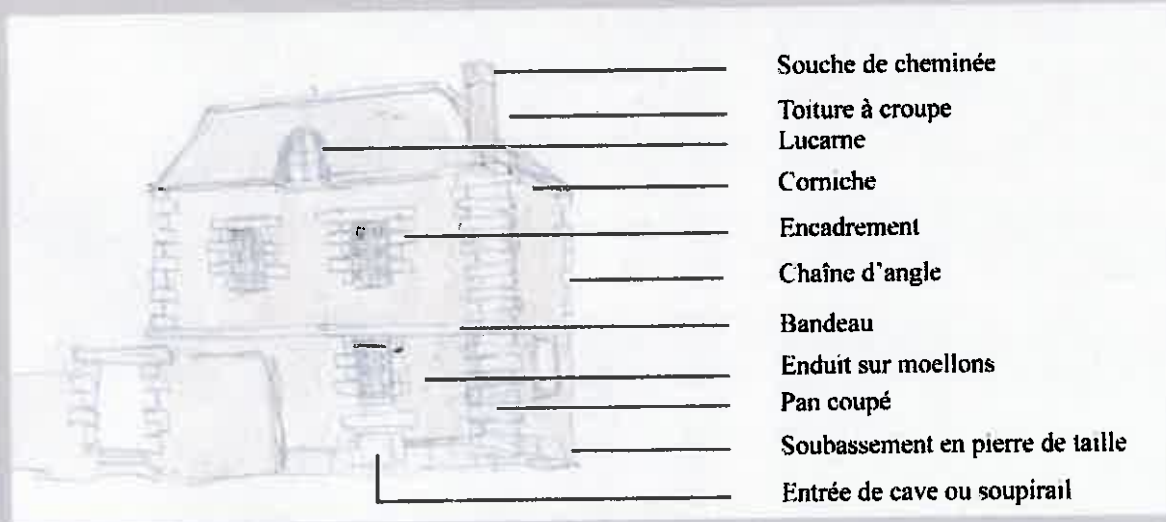 Souche de cheminée
Toiture à croupe
Lucarne
Corniche
Encadrement
Chaîne d'angle
Bandeau
Enduit sur moellons
Pan coupé
Soubassement en pierre de taille
Entrée de cave ou soupirail